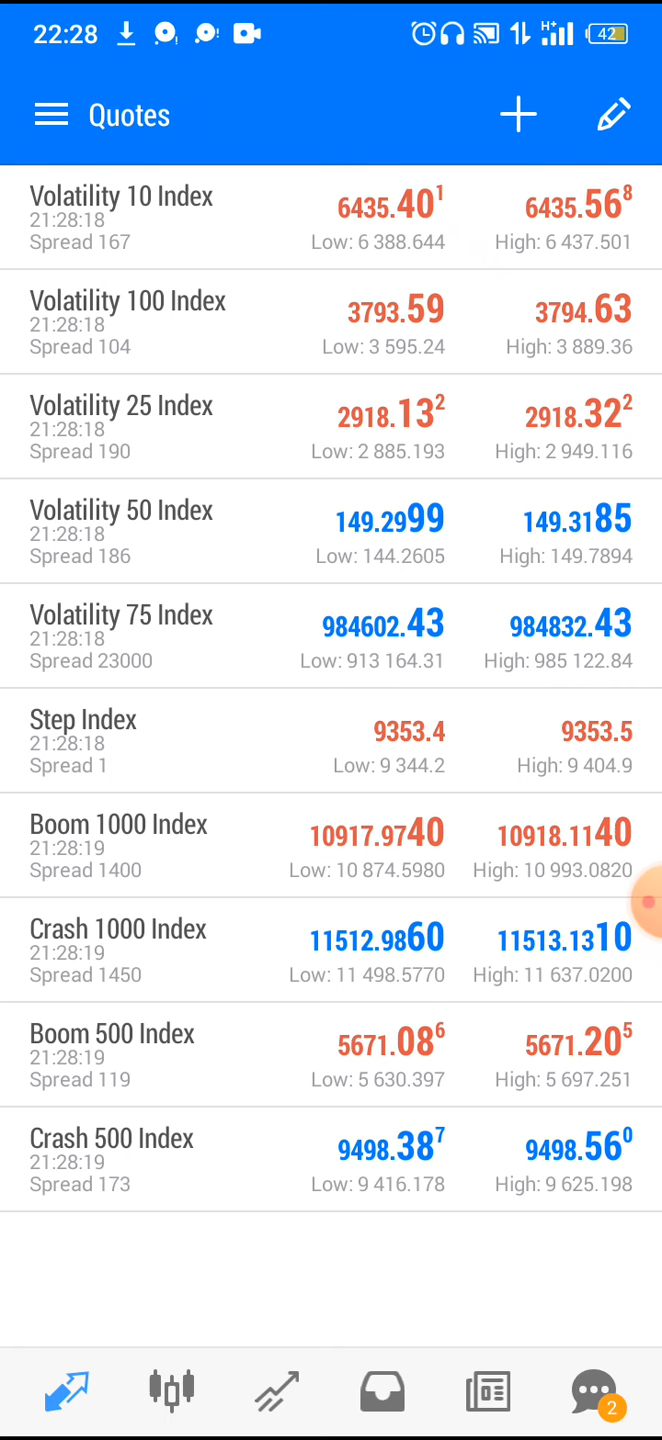 22:28 H+ 42
Quotes
Volatility 10 Index 6435.401 6435.568
21:28:18
Spread 167 Low: 6 388.644 High: 6 437.501
Volatility 100 Index 3793.59 3794.63
21:28:18
Spread 104 Low: 3 595.24 High: 3 889.36
Volatility 25 Index 2918.132 2918.322
21:28:18
Spread 190 Low: 2 885.193 High: 2 949.116
Volatility 50 Index 149.2999 149.3185
21:28:18
Spread 186 Low: 144.2605 High: 149.7894
Volatility 75 Index 984602.43 984832.43
21:28:18
Spread 23000 Low: 913 164.31 High: 985 122.84
Step Index 9353.4 9353.5
21:28:18
Spread 1 Low: 9 344.2 High: 9 404.9
Boom 1000 Index 10917.9740 10918.1140
21:28:19
Spread 1400 Low: 10 874.5980 High: 10 993.0820
Crash 1000 Index 11512.9860 11513.1310
21:28:19
Spread 1450 Low: 11 498.5770 High: 11 637.0200
Boom 500 Index 5671.086 5671.205
21:28:19
Spread 119 Low: 5 630.397 High: 5 697.251
Crash 500 Index 9498.387 9498.560
21:28:19
Spread 173 Low: 9 416.178 High: 9 625.198
2